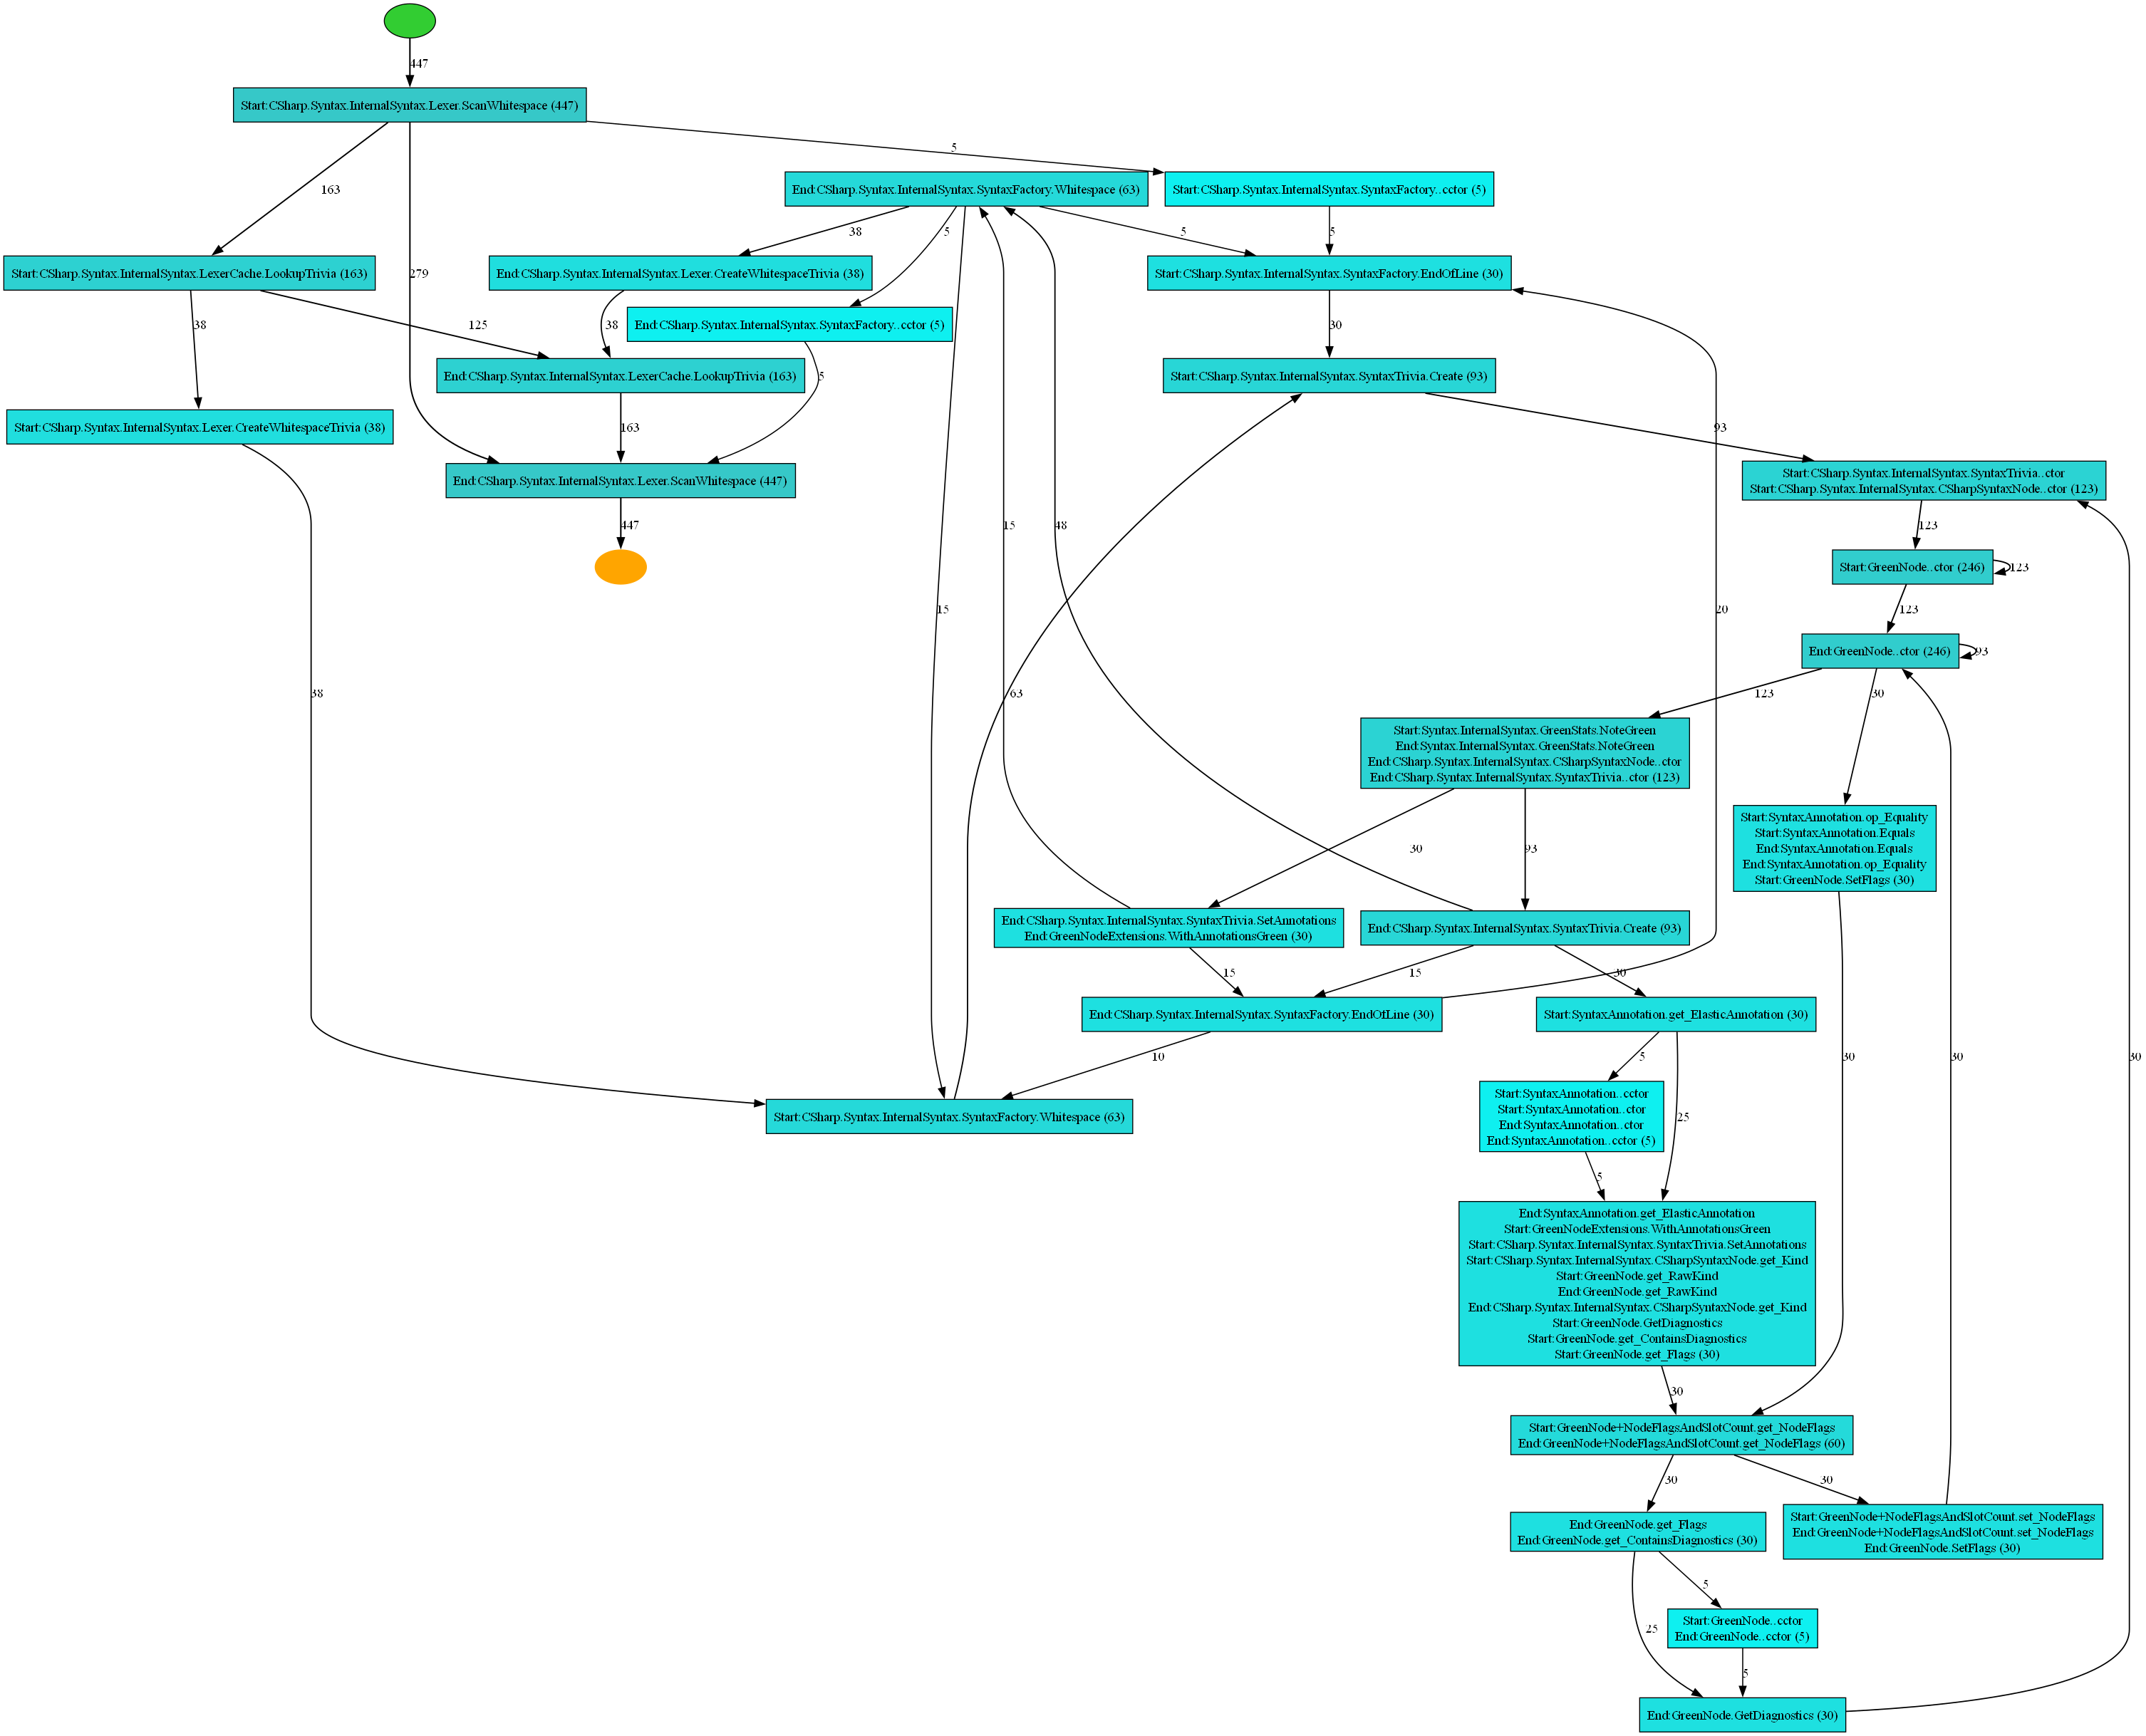 447
Start:CSharp.Syntax.InternalSyntax.Lexer.ScanWhitespace (447)
5
163
279
End:CSharp.Syntax.InternalSyntax.SyntaxFactory.Whitespace (63)
Start:CSharp.Syntax.InternalSyntax.SyntaxFactory..cctor (5)
38
5
5
5
Start:CSharp.Syntax.InternalSyntax.LexerCache.LookupTrivia (163)
End:CSharp.Syntax.InternalSyntax.Lexer.CreateWhitespaceTrivia (38)
Start:CSharp.Syntax.InternalSyntax.SyntaxFactory.EndOfLine (30)
38
125
38
End:CSharp.Syntax.InternalSyntax.SyntaxFactory..cctor (5)
30
End:CSharp.Syntax.InternalSyntax.LexerCache.LookupTrivia (163)
5
Start:CSharp.Syntax.InternalSyntax.SyntaxTrivia.Create (93)
Start:CSharp.Syntax.InternalSyntax.Lexer.CreateWhitespaceTrivia (38)
163
93
End:CSharp.Syntax.InternalSyntax.Lexer.ScanWhitespace (447)
Start:CSharp.Syntax.InternalSyntax.SyntaxTrivia..ctor
Start:CSharp.Syntax.InternalSyntax.CSharpSyntaxNode..ctor (123)
447
15
48
123
Start:GreenNode..ctor (246)
123
15
20
123
End:GreenNode..ctor (246)
93
38
63
123
30
Start:Syntax.InternalSyntax.GreenStats.NoteGreen
End:Syntax.InternalSyntax.GreenStats.NoteGreen
End:CSharp.Syntax.InternalSyntax.CSharpSyntaxNode..ctor
End:CSharp.Syntax.InternalSyntax.SyntaxTrivia..ctor (123)
Start:SyntaxAnnotation.op_Equality
Start:SyntaxAnnotation.Equals
End:SyntaxAnnotation.Equals
End:SyntaxAnnotation.op_Equality
Start:GreenNode.SetFlags (30)
30
93
End:CSharp.Syntax.InternalSyntax.SyntaxTrivia.SetAnnotations
End:GreenNodeExtensions.WithAnnotationsGreen (30)
End:CSharp.Syntax.InternalSyntax.SyntaxTrivia.Create (93)
15
15
30
End:CSharp.Syntax.InternalSyntax.SyntaxFactory.EndOfLine (30)
Start:SyntaxAnnotation.get_ElasticAnnotation (30)
10
5
30
30
30
Start:CSharp.Syntax.InternalSyntax.SyntaxFactory.Whitespace (63)
Start:SyntaxAnnotation..cctor
Start:SyntaxAnnotation..ctor
End:SyntaxAnnotation..ctor
End:SyntaxAnnotation..cctor (5)
25
5
End:SyntaxAnnotation.get_ElasticAnnotation
Start:GreenNodeExtensions.WithAnnotationsGreen
Start:CSharp.Syntax.InternalSyntax.SyntaxTrivia.SetAnnotations
Start:CSharp.Syntax.InternalSyntax.CSharpSyntaxNode.get_Kind
Start:GreenNode.get_RawKind
End:GreenNode.get_RawKind
End:CSharp.Syntax.InternalSyntax.CSharpSyntaxNode.get_Kind
Start:GreenNode.GetDiagnostics
Start:GreenNode.get_ContainsDiagnostics
Start:GreenNode.get_Flags (30)
30
Start:GreenNode+NodeFlagsAndSlotCount.get_NodeFlags
End:GreenNode+NodeFlagsAndSlotCount.get_NodeFlags (60)
30
30
End:GreenNode.get_Flags
End:GreenNode.get_ContainsDiagnostics (30)
Start:GreenNode+NodeFlagsAndSlotCount.set_NodeFlags
End:GreenNode+NodeFlagsAndSlotCount.set_NodeFlags
End:GreenNode.SetFlags (30)
5
25
Start:GreenNode..cctor
End:GreenNode..cctor (5)
5
End:GreenNode.GetDiagnostics (30)